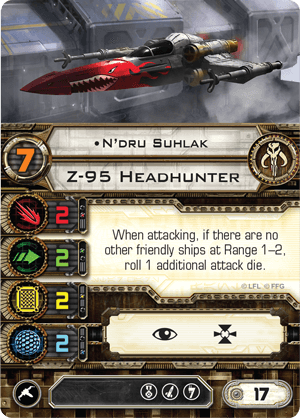 •N'dru Suhlak
7
Z-95 Headhunter
2
2
2
2
When attacking, if there are no
other friendly ships at Range 1–2,
roll 1 additional attack die.
©LFL ©FFG
17